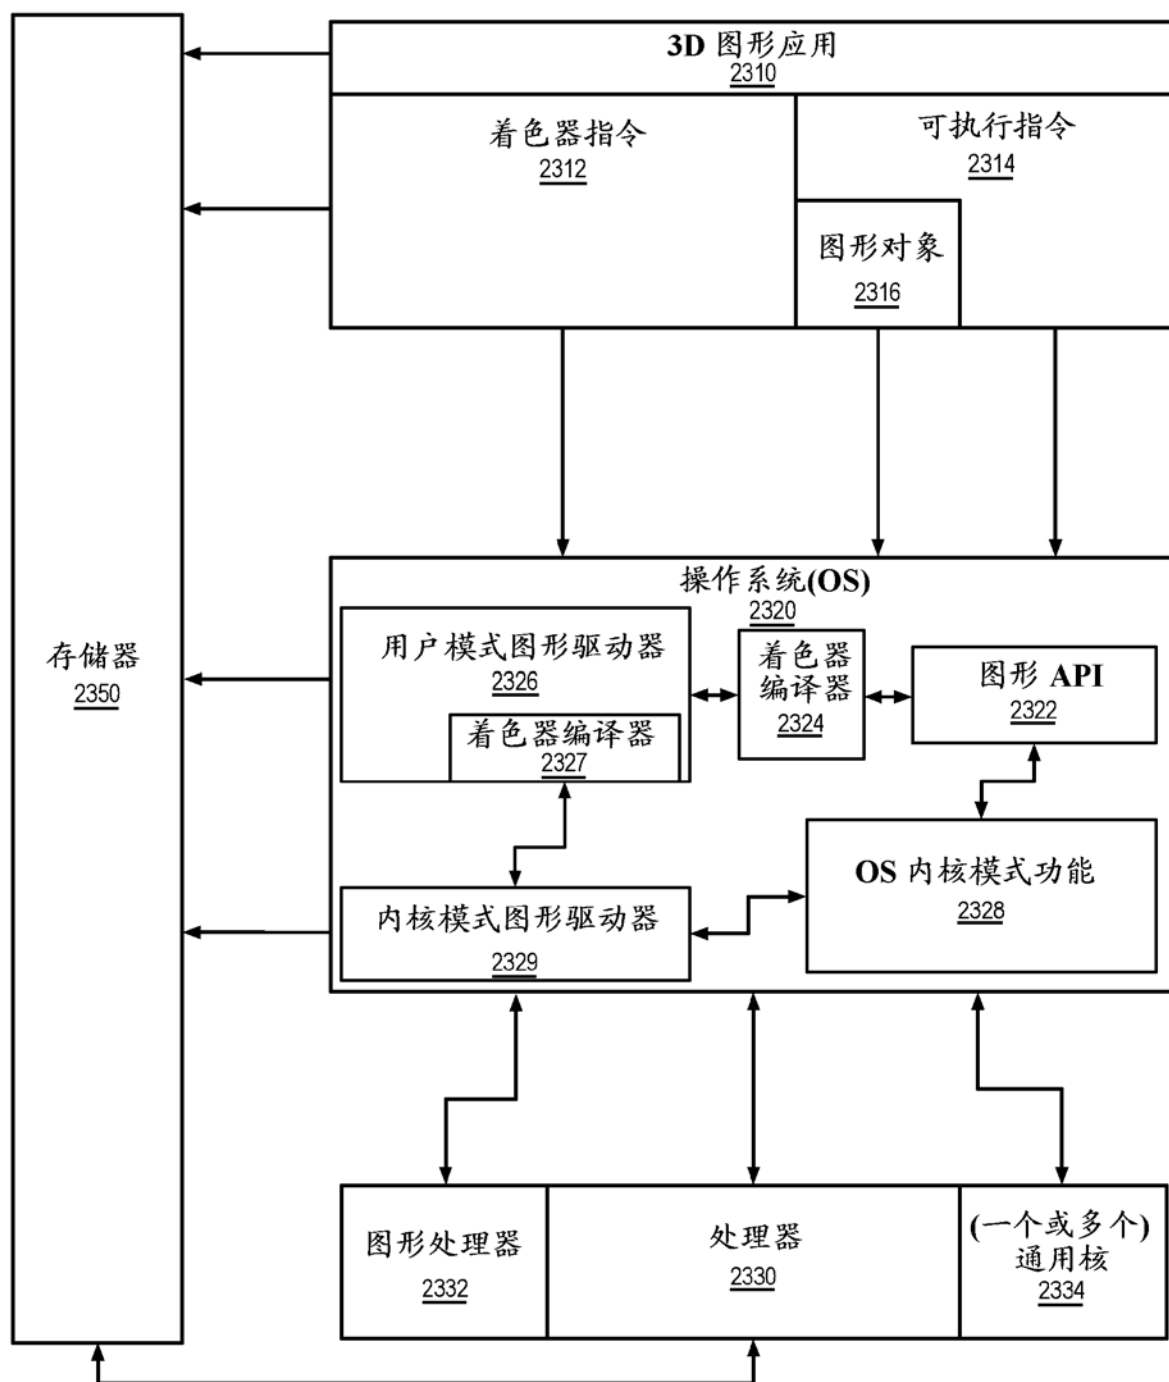 3D 图形应用
2310
着色器指令
2312
可执行指令
2314
图形对象
2316
存储器
2350
操作系统(OS)
2320
用户模式图形驱动器
2326
着色器编译器
2327
着色器
编译器
2324
图形 API
2322
OS 内核模式功能
2328
内核模式图形驱动器
2329
图形处理器
2332
处理器
2330
(一个或多个)
通用核
2334